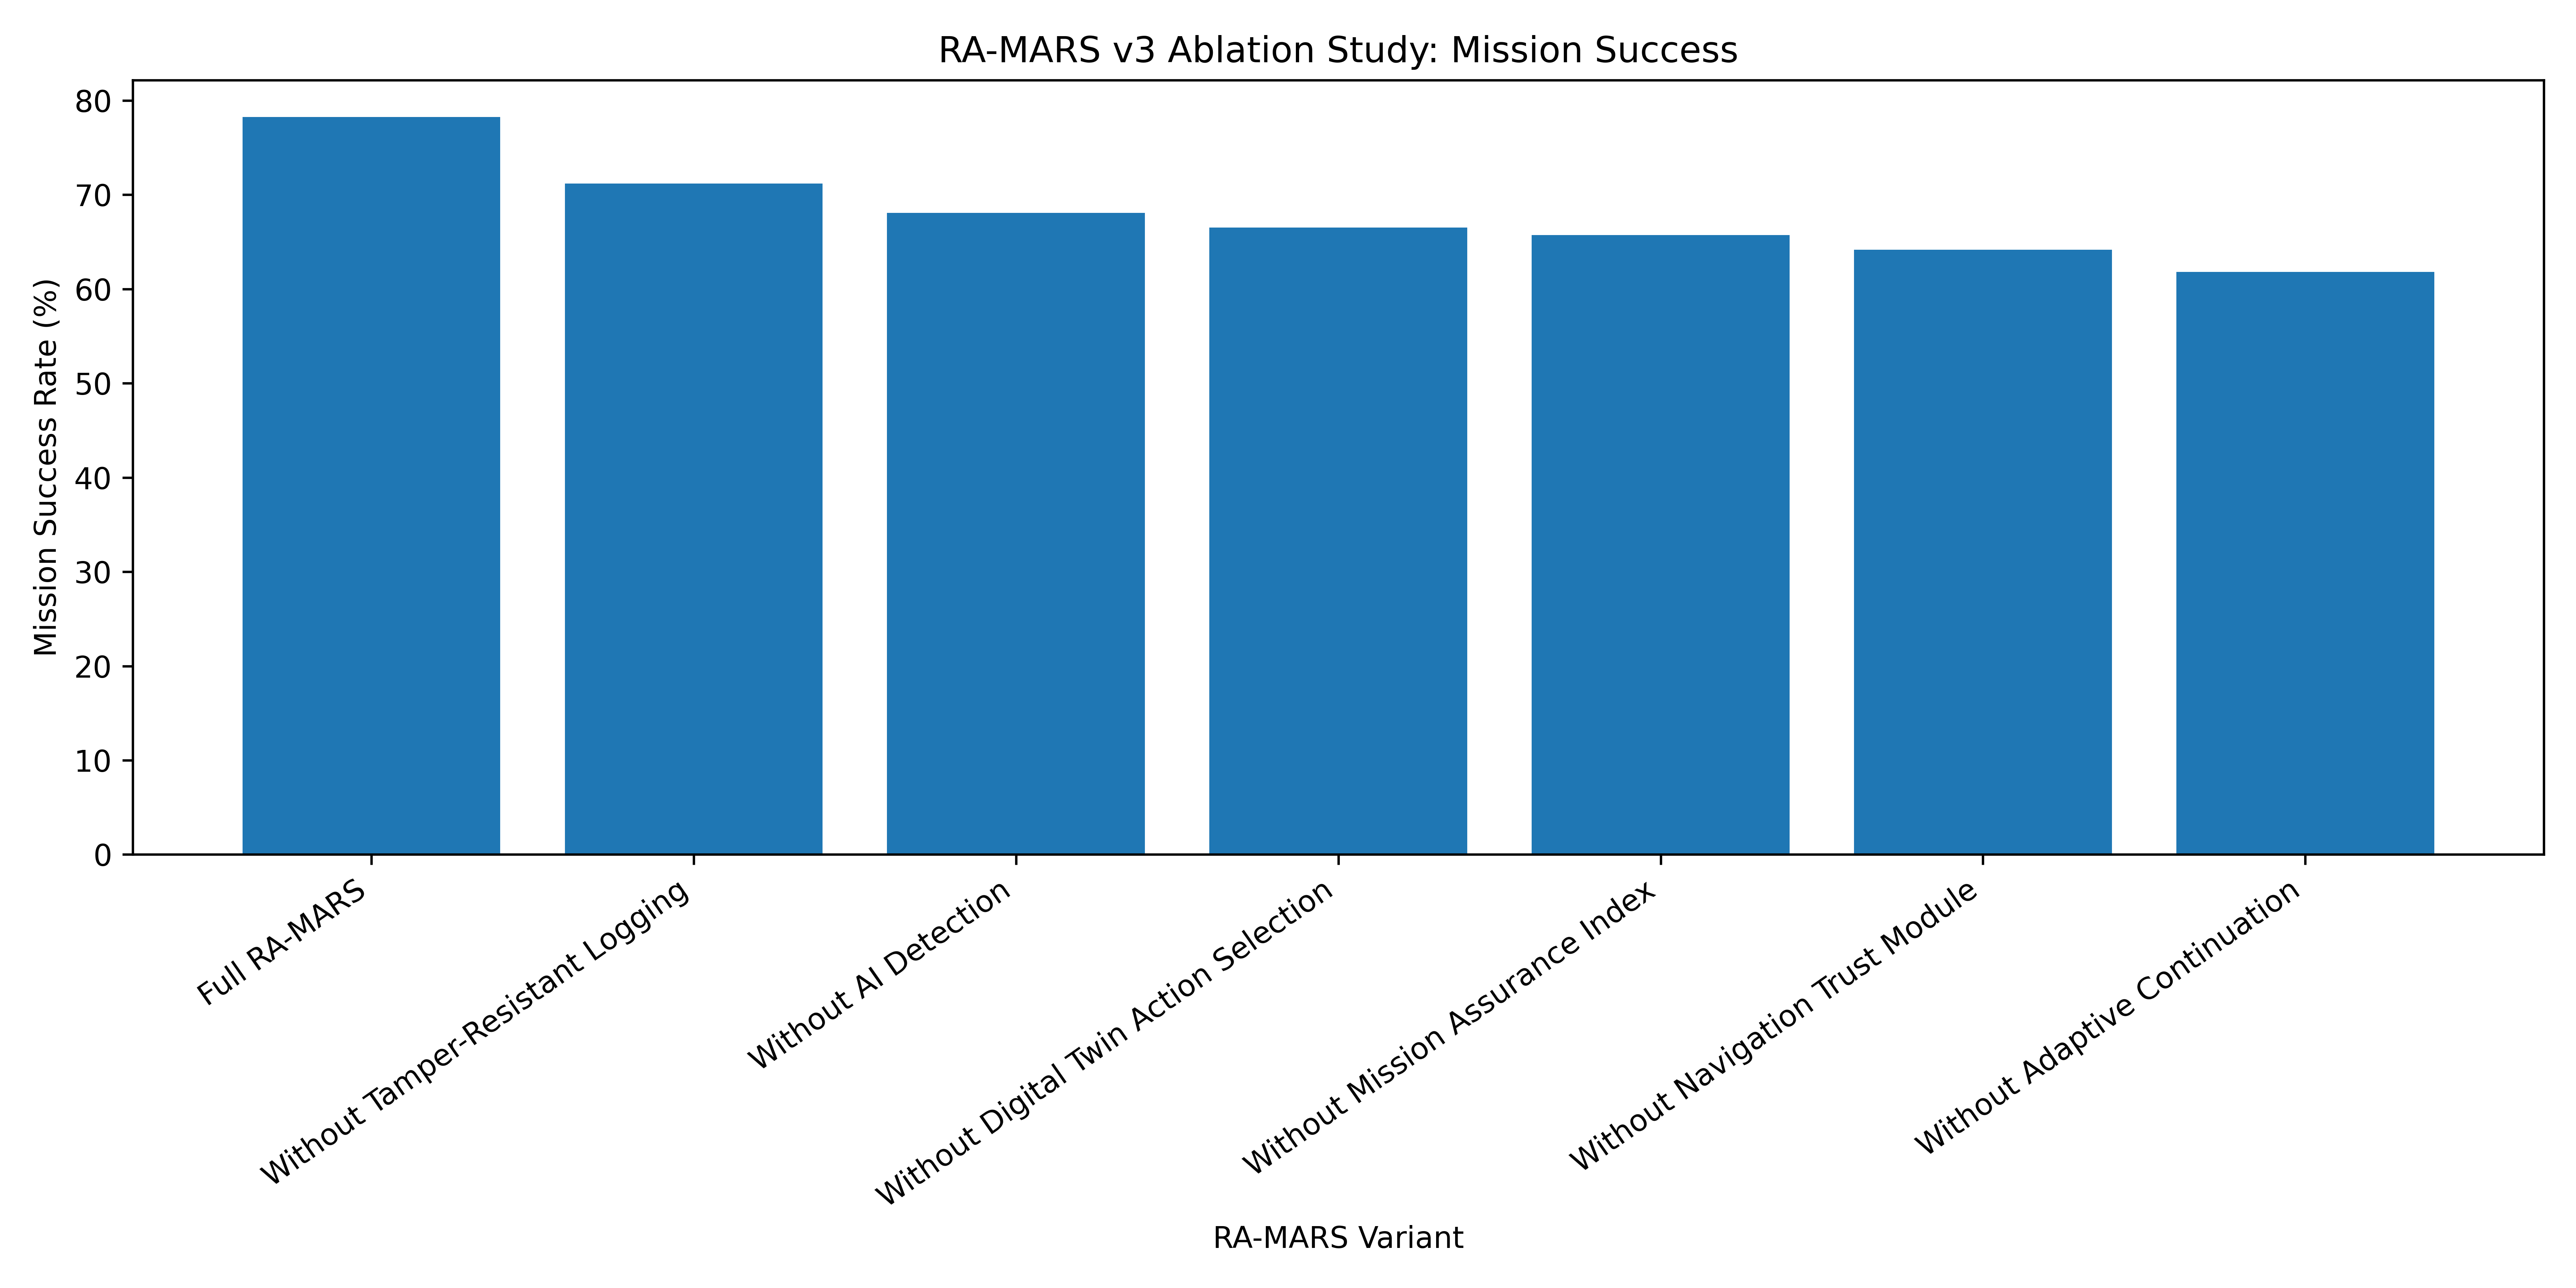 RA-MARS v3 Ablation Study: Mission Success
Mission Success Rate (%)
80
70
60
50
40
30
20
10
0
Full RA-MARS
Without Tamper-Resistant Logging
Without AI Detection
Without Digital Twin Action Selection
Without Mission Assurance Index
Without Navigation Trust Module
Without Adaptive Continuation
RA-MARS Variant